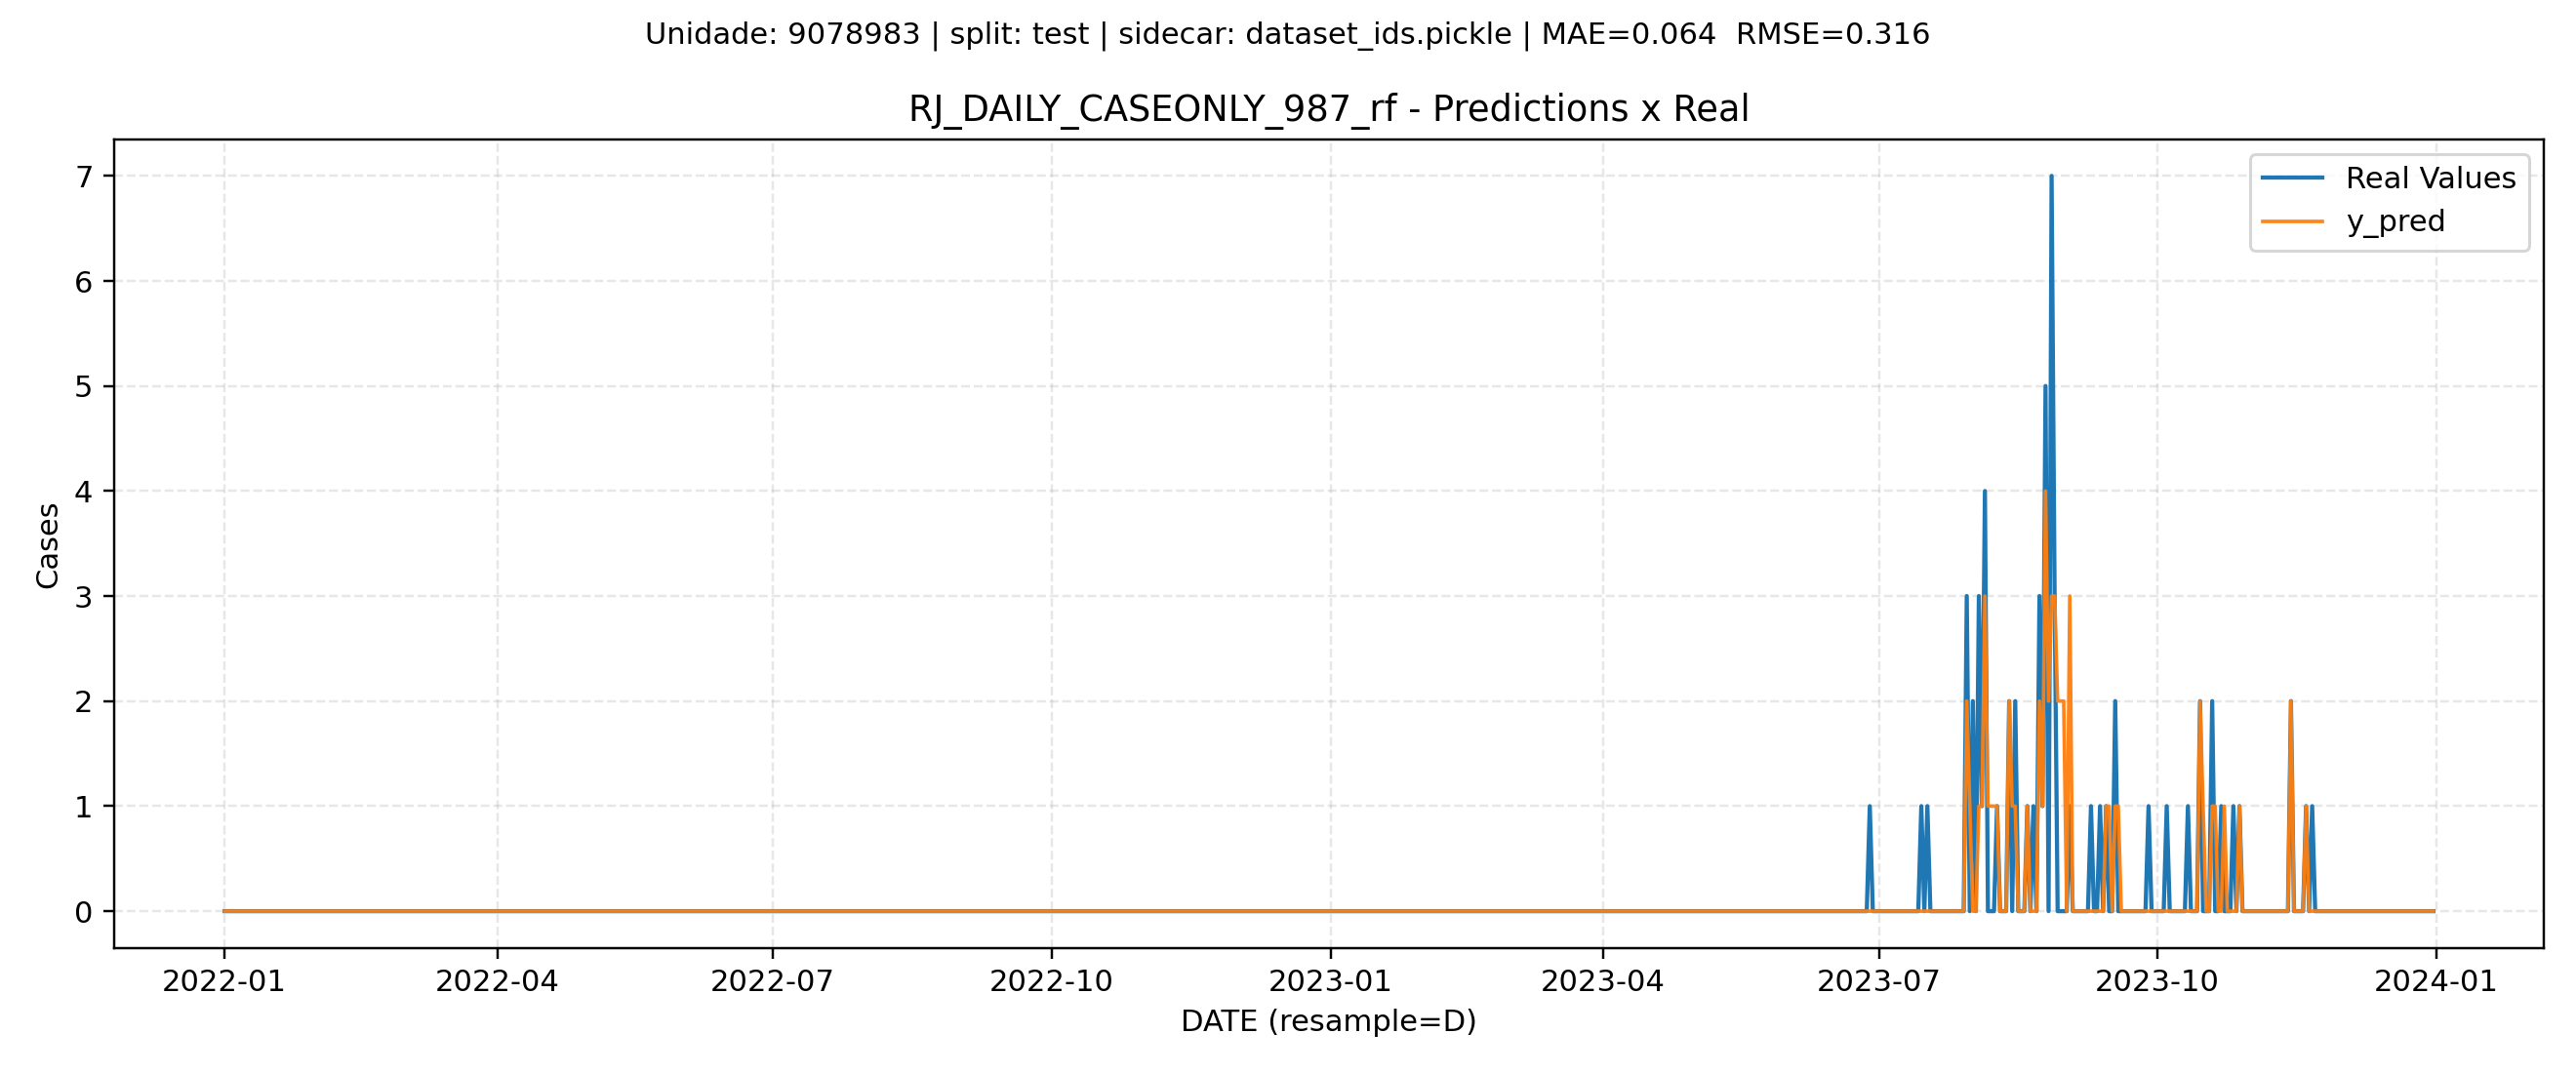 Unidade: 9078983 | split: test | sidecar: dataset_ids.pickle | MAE=0.064  RMSE=0.316
RJ_DAILY_CASEONLY_987_rf - Predictions x Real
Real Values
y_pred
Cases
7
6
5
4
3
2
1
0
2022-01 2022-04 2022-07 2022-10 2023-01 2023-04 2023-07 2023-10 2024-01
DATE (resample=D)